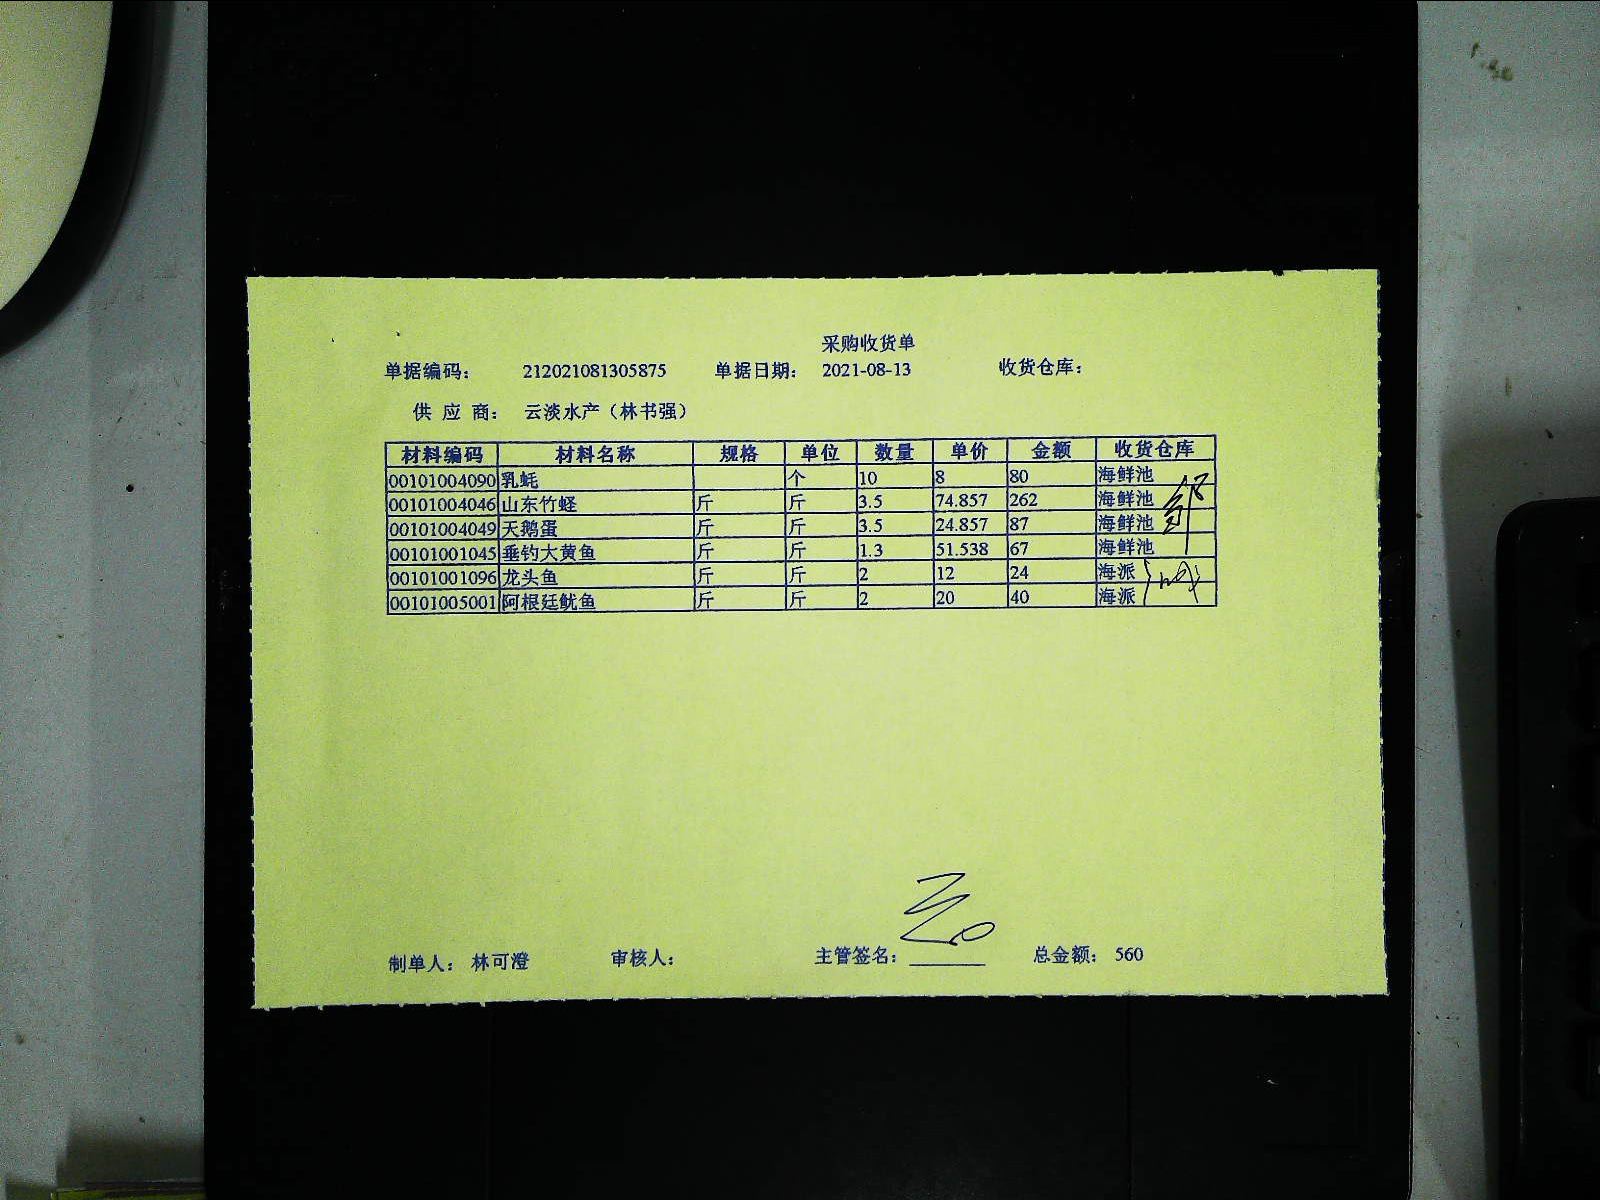 采购收货单
单据编码： 212021081305875 单据日期： 2021-08-13 收货仓库：
供 应 商： 云淡水产（林书强）
材料编码 材料名称 规格 单位 数量 单价 金额 收货仓库
00101004090 乳蚝 个 10 8 80 海鲜池
00101004046 山东竹蛏 斤 斤 3.5 74.857 262 海鲜池
00101004049 天鹅蛋 斤 斤 3.5 24.857 87 海鲜池
00101001045 垂钓大黄鱼 斤 斤 1.3 51.538 67 海鲜池
00101001096 龙头鱼 斤 斤 2 12 24 海派
00101005001 阿根廷鱿鱼 斤 斤 2 20 40 海派
制单人： 林可澄 审核人： 主管签名： 总金额： 560